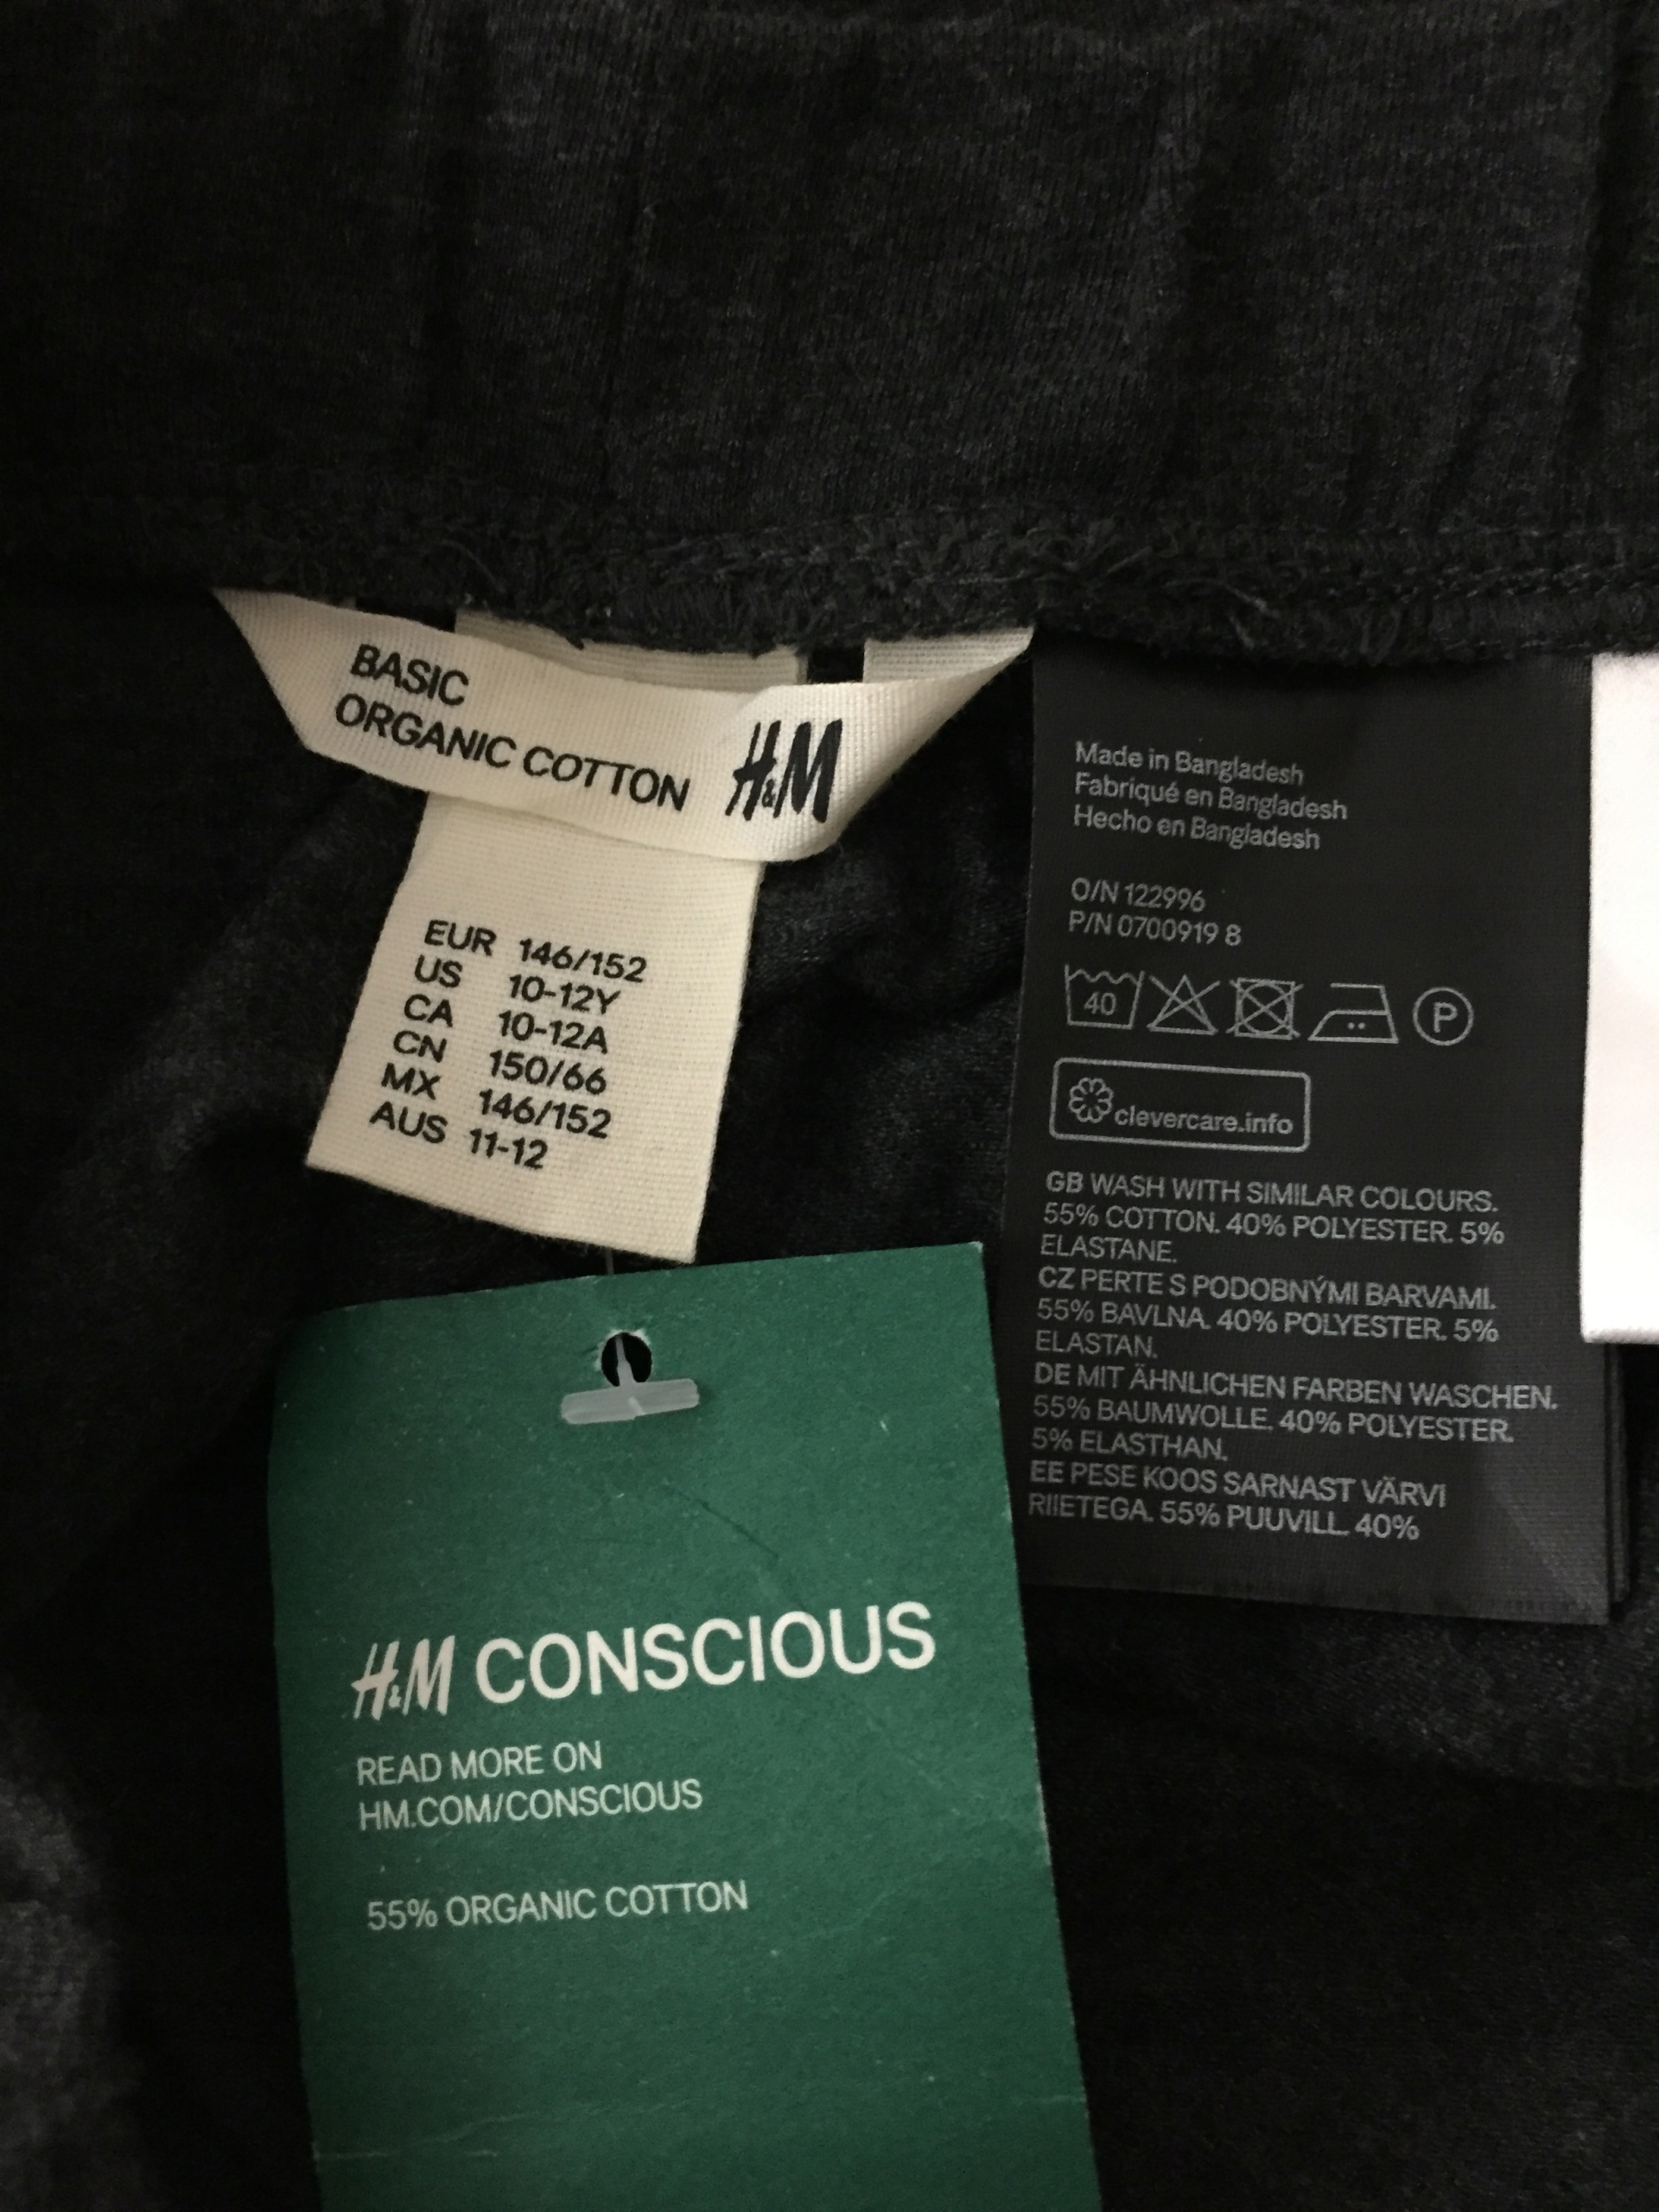 BASIC
ORGANIC COTTON H&M
EUR 146/152
US 10-12Y
CA 10-12A
CN 150/66
MX 146/152
AUS 11-12
Made in Bangladesh
Fabriqué en Bangladesh
Hecho en Bangladesh
O/N 122996
P/N 0700919 8
40 P
clevercare.info
GB WASH WITH SIMILAR COLOURS.
55% COTTON. 40% POLYESTER. 5%
ELASTANE.
CZ PERTE S PODOBNÝMI BARVAMI.
55% BAVLNA. 40% POLYESTER. 5%
ELASTAN.
DE MIT ÄHNLICHEN FARBEN WASCHEN.
55% BAUMWOLLE. 40% POLYESTER.
5% ELASTHAN.
EE PESE KOOS SARNAST VÄRVI
RIIETEGA. 55% PUUVILL. 40%
H&M CONSCIOUS
READ MORE ON
HM.COM/CONSCIOUS
55% ORGANIC COTTON